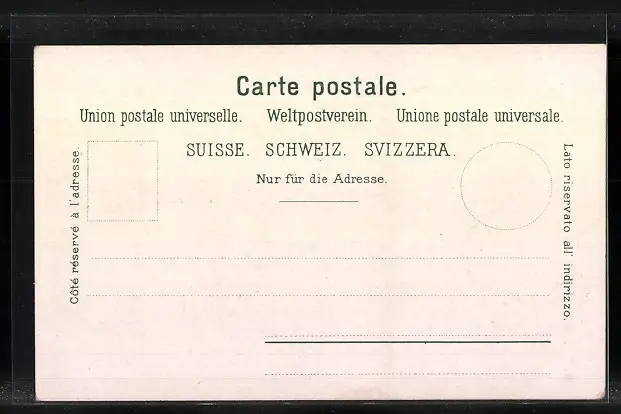 Carte postale.
Union postale universelle. Weltpostverein. Unione postale universale.
SUISSE. SCHWEIZ. SVIZZERA.
Nur für die Adresse.
Côté réservé à l'adresse.
Lato riservato all' indirizzo.